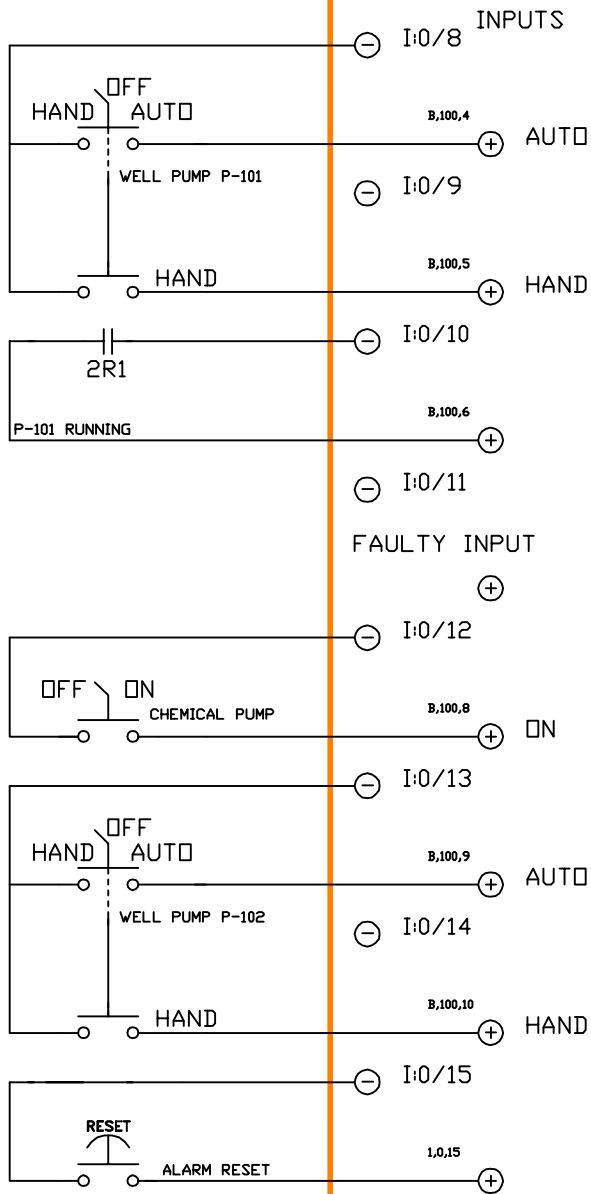 INPUTS
I:0/8
OFF
HAND AUTO
B,100,4
AUTO
WELL PUMP P-101
I:0/9
HAND
B,100,5
HAND
I:0/10
2R1
B,100,6
P-101 RUNNING
I:0/11
FAULTY INPUT
I:0/12
OFF ON
CHEMICAL PUMP
B,100,8
ON
I:0/13
OFF
HAND AUTO
B,100,9
AUTO
WELL PUMP P-102
I:0/14
HAND
B,100,10
HAND
I:0/15
RESET
ALARM RESET
1,0,15